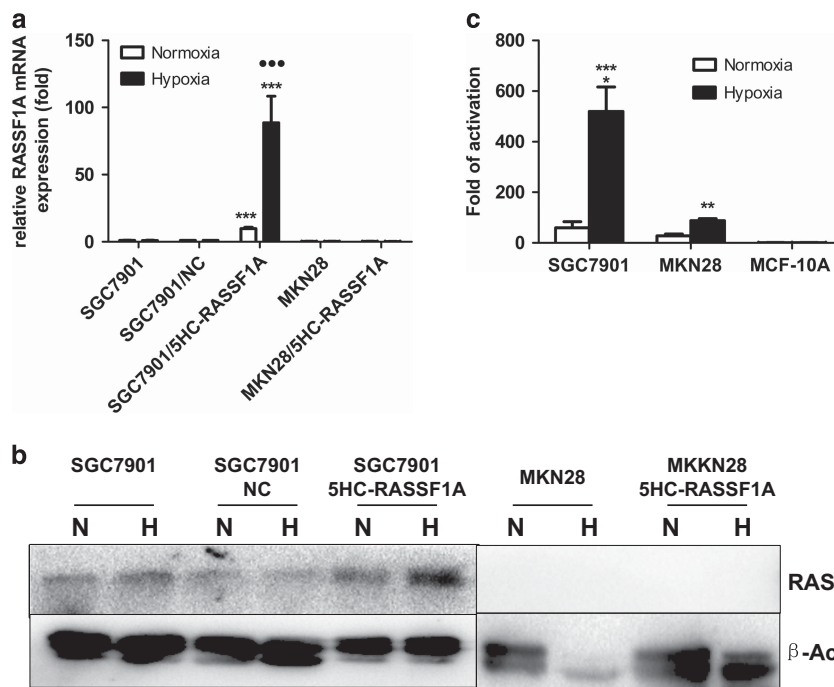 a
150
100
50
0
relative RASSF1A mRNA
expression (fold)
Normoxia
Hypoxia
•••
***
***
SGC7901
SGC7901/NC
SGC7901/5HC-RASSF1A
MKN28
MKN28/5HC-RASSF1A
c
800
600
400
200
0
Fold of activation
Normoxia
Hypoxia
***
*
**
SGC7901
MKN28
MCF-10A
b
SGC7901
SGC7901
NC
SGC7901
5HC-RASSF1A
MKN28
MKKN28
5HC-RASSF1A
N H N H N H N H N H
RAS
β-Ac